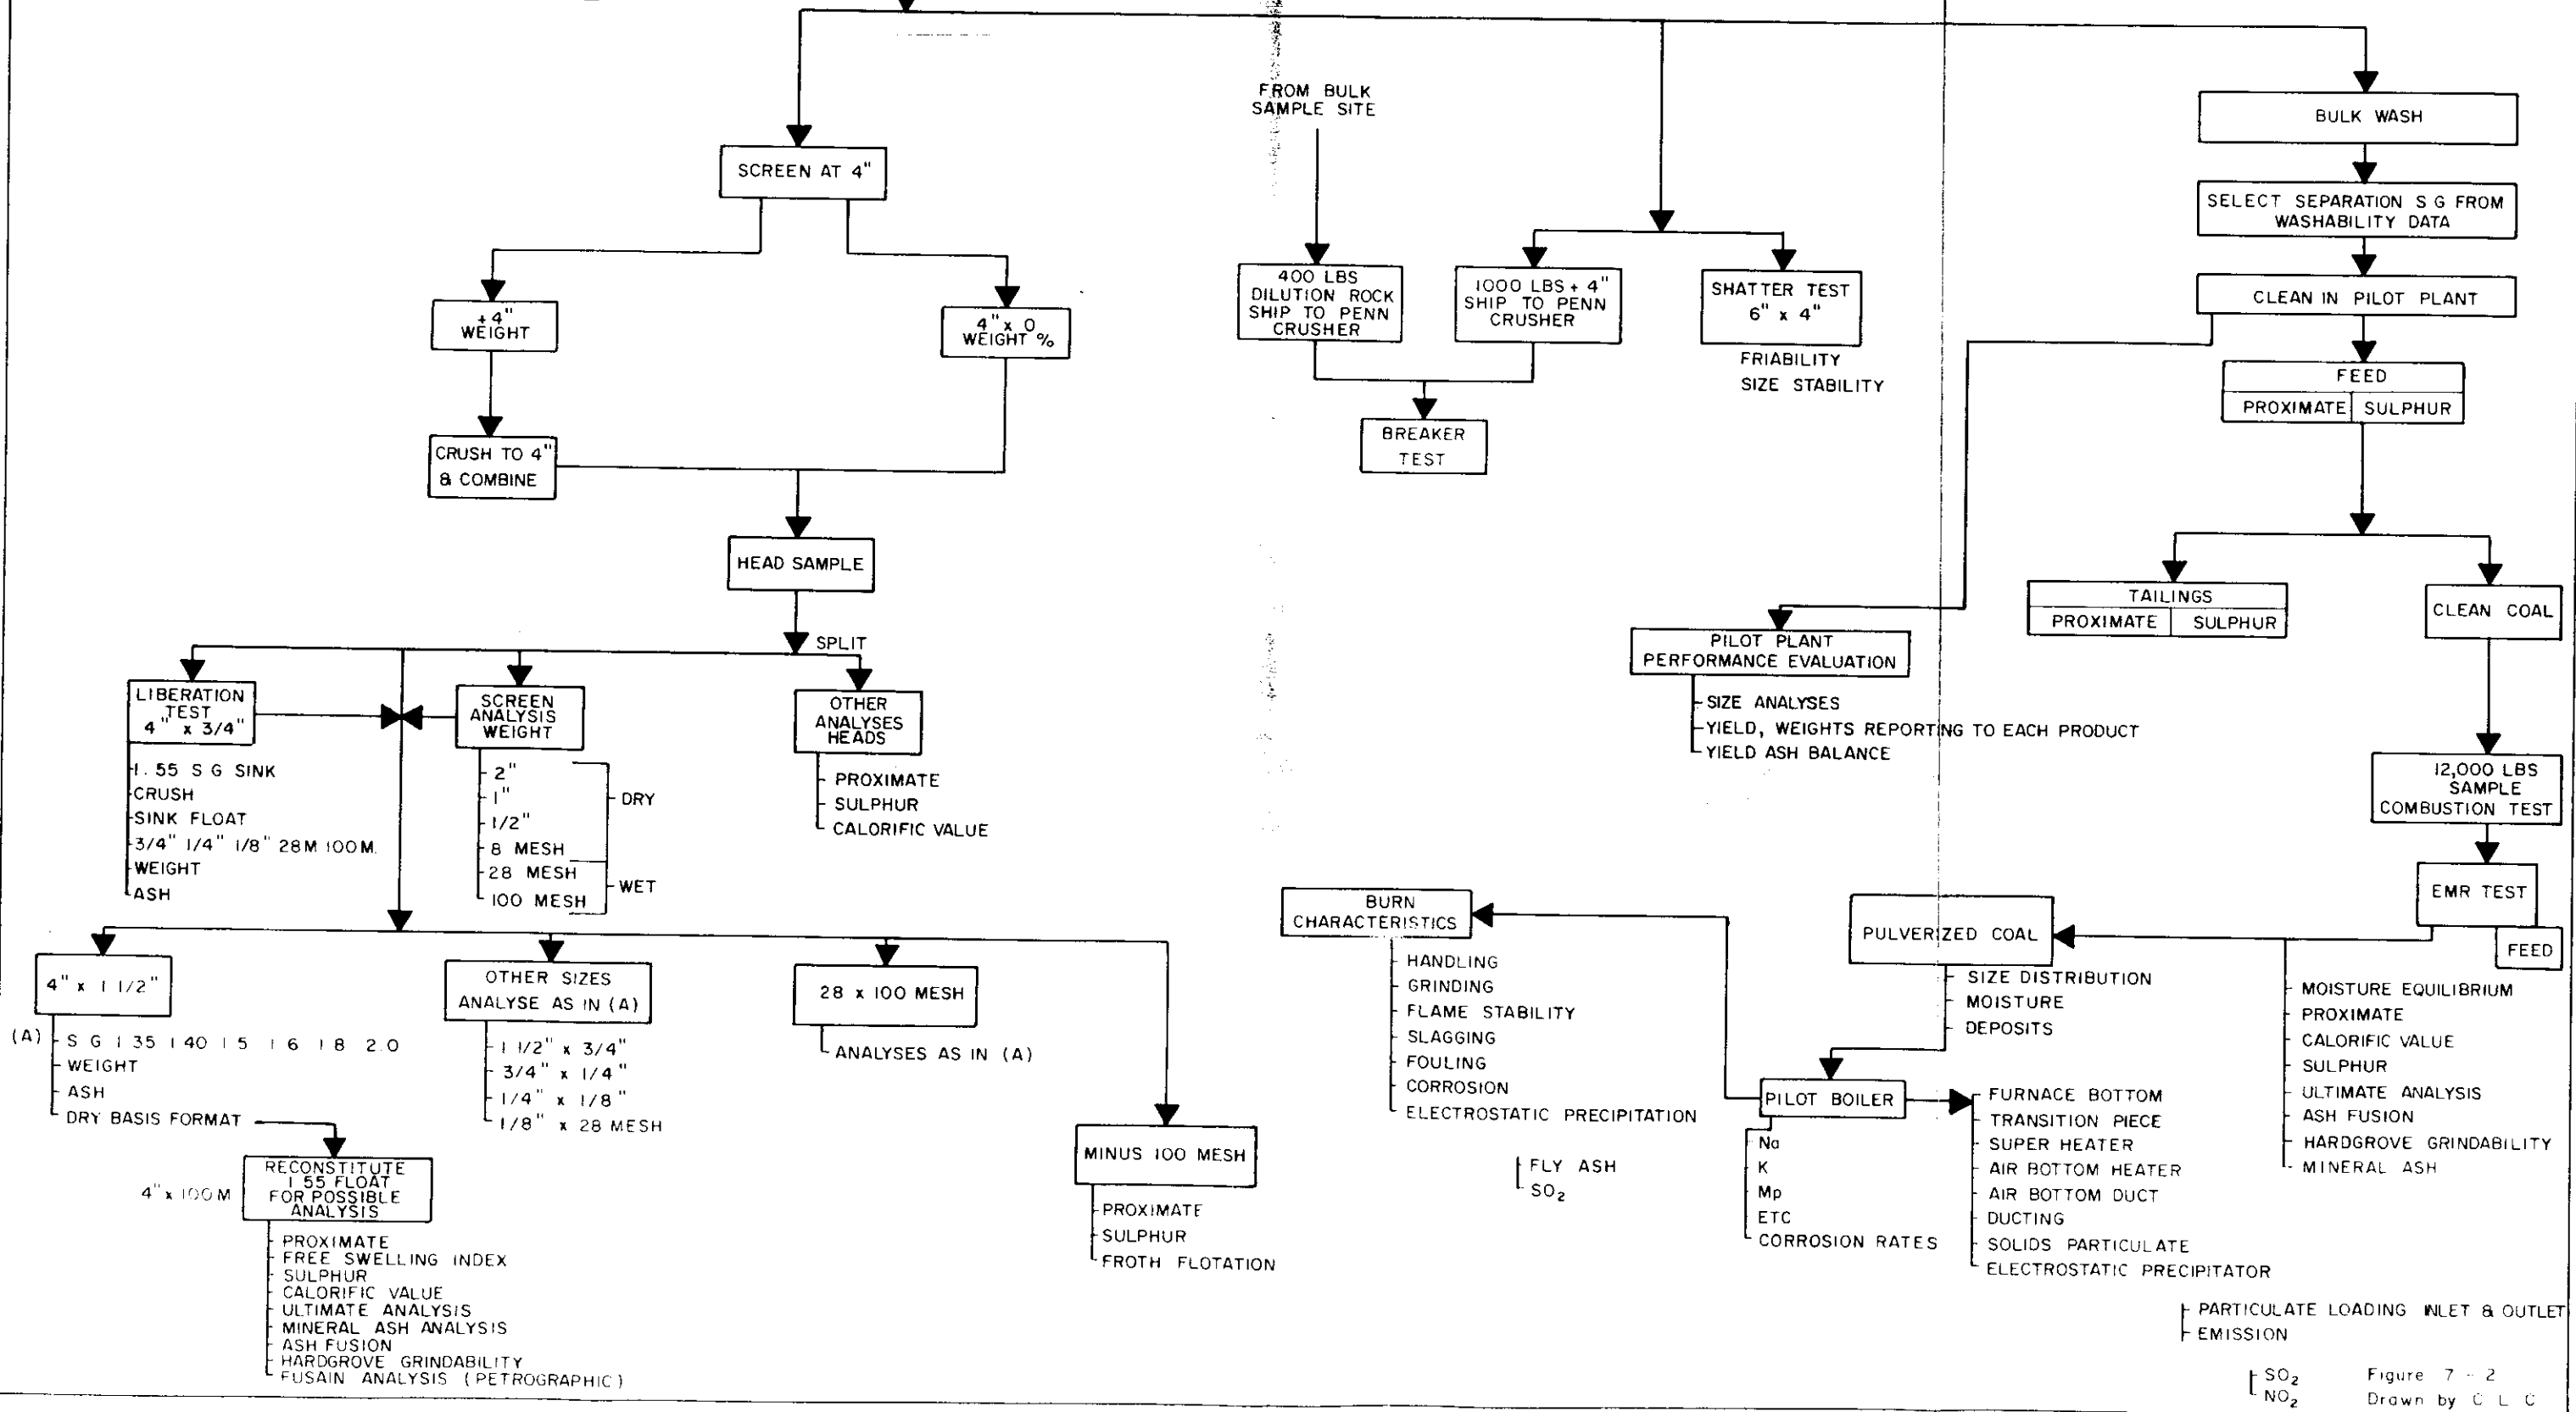 FROM BULK
SAMPLE SITE
BULK WASH
SCREEN AT 4"
SELECT SEPARATION S G FROM
WASHABILITY DATA
CLEAN IN PILOT PLANT
+4"
WEIGHT
4" x 0
WEIGHT %
400 LBS
DILUTION ROCK
SHIP TO PENN
CRUSHER
1000 LBS + 4"
SHIP TO PENN
CRUSHER
SHATTER TEST
6" x 4"
FRIABILITY
SIZE STABILITY
FEED
PROXIMATE SULPHUR
CRUSH TO 4"
& COMBINE
BREAKER
TEST
HEAD SAMPLE
SPLIT
TAILINGS
PROXIMATE SULPHUR
CLEAN COAL
PILOT PLANT
PERFORMANCE EVALUATION
SIZE ANALYSES
YIELD, WEIGHTS REPORTING TO EACH PRODUCT
YIELD ASH BALANCE
LIBERATION
TEST
4" x 3/4"
1.55 S G SINK
CRUSH
SINK FLOAT
3/4" 1/4" 1/8" 28M 100M.
WEIGHT
ASH
SCREEN
ANALYSIS
WEIGHT
2"
1"
1/2"
8 MESH
DRY
28 MESH
100 MESH
WET
OTHER
ANALYSES
HEADS
PROXIMATE
SULPHUR
CALORIFIC VALUE
12,000 LBS
SAMPLE
COMBUSTION TEST
EMR TEST
FEED
MOISTURE EQUILIBRIUM
PROXIMATE
CALORIFIC VALUE
SULPHUR
ULTIMATE ANALYSIS
ASH FUSION
HARDGROVE GRINDABILITY
MINERAL ASH
PULVERIZED COAL
SIZE DISTRIBUTION
MOISTURE
DEPOSITS
BURN
CHARACTERISTICS
HANDLING
GRINDING
FLAME STABILITY
SLAGGING
FOULING
CORROSION
ELECTROSTATIC PRECIPITATION
FLY ASH
SO2
PILOT BOILER
Na
K
Mp
ETC
CORROSION RATES
FURNACE BOTTOM
TRANSITION PIECE
SUPER HEATER
AIR BOTTOM HEATER
AIR BOTTOM DUCT
DUCTING
SOLIDS PARTICULATE
ELECTROSTATIC PRECIPITATOR
PARTICULATE LOADING INLET & OUTLET
EMISSION
SO2
NO2
4" x 1 1/2"
(A)
S G 1 35 1 40 1 5 1 6 1 8 2.0
WEIGHT
ASH
DRY BASIS FORMAT
OTHER SIZES
ANALYSE AS IN (A)
1 1/2" x 3/4"
3/4" x 1/4"
1/4" x 1/8"
1/8" x 28 MESH
28 x 100 MESH
ANALYSES AS IN (A)
MINUS 100 MESH
PROXIMATE
SULPHUR
FROTH FLOTATION
4" x 100M
RECONSTITUTE
1 55 FLOAT
FOR POSSIBLE
ANALYSIS
PROXIMATE
FREE SWELLING INDEX
SULPHUR
CALORIFIC VALUE
ULTIMATE ANALYSIS
MINERAL ASH ANALYSIS
ASH FUSION
HARDGROVE GRINDABILITY
FUSAIN ANALYSIS (PETROGRAPHIC)
Figure 7 - 2
Drawn by C L C